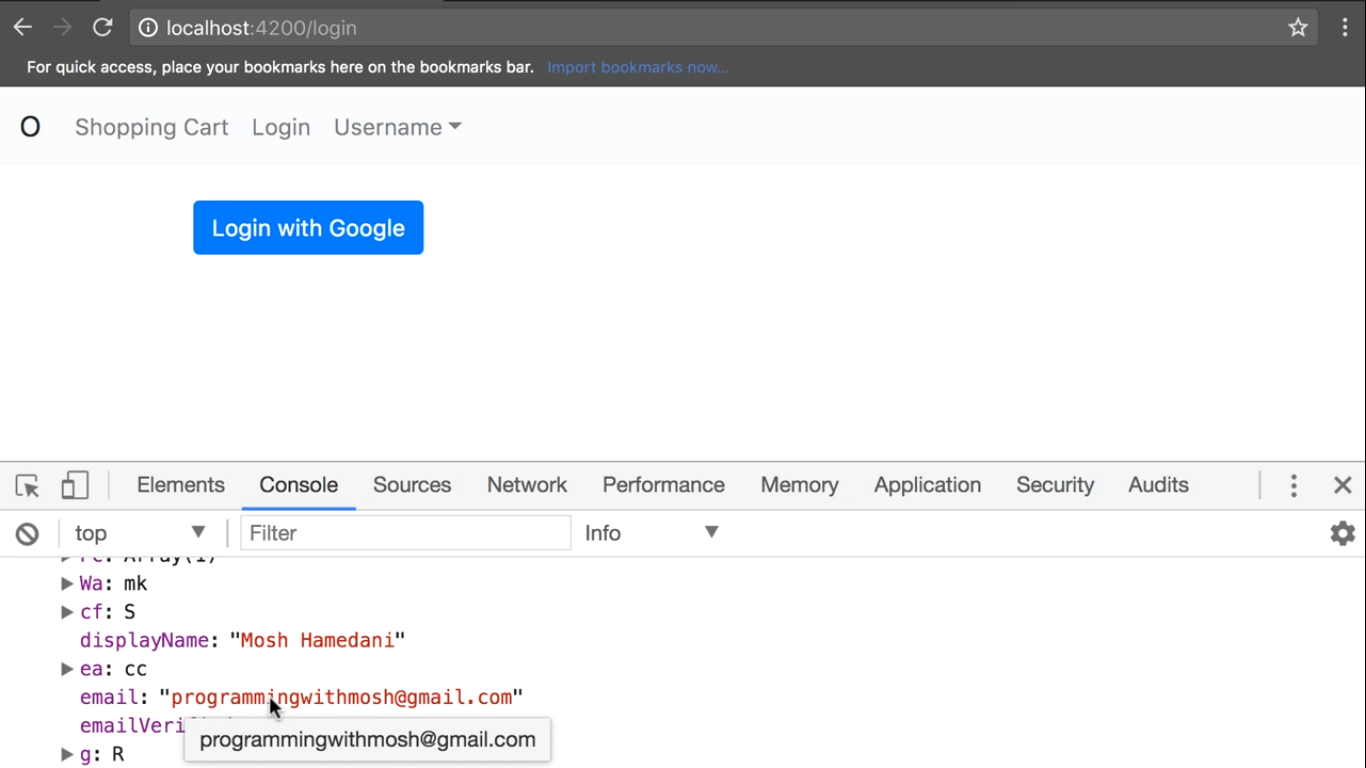 localhost:4200/login
For quick access, place your bookmarks here on the bookmarks bar. Import bookmarks now...
O Shopping Cart Login Username
Login with Google
Elements Console Sources Network Performance Memory Application Security Audits
top Filter Info
Array(1)
Wa: mk
cf: S
displayName: "Mosh Hamedani"
ea: cc
email: "programmingwithmosh@gmail.com"
programmingwithmosh@gmail.com
g: R